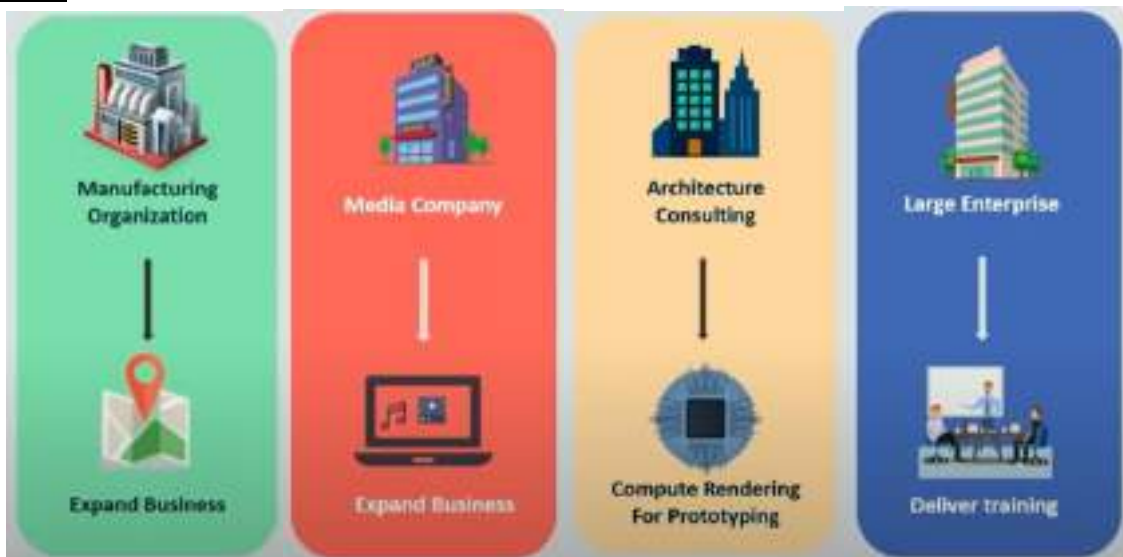 Manufacturing
Organization
Expand Business
Media Company
Expand Business
Architecture
Consulting
Compute Rendering
For Prototyping
Large Enterprise
Deliver training